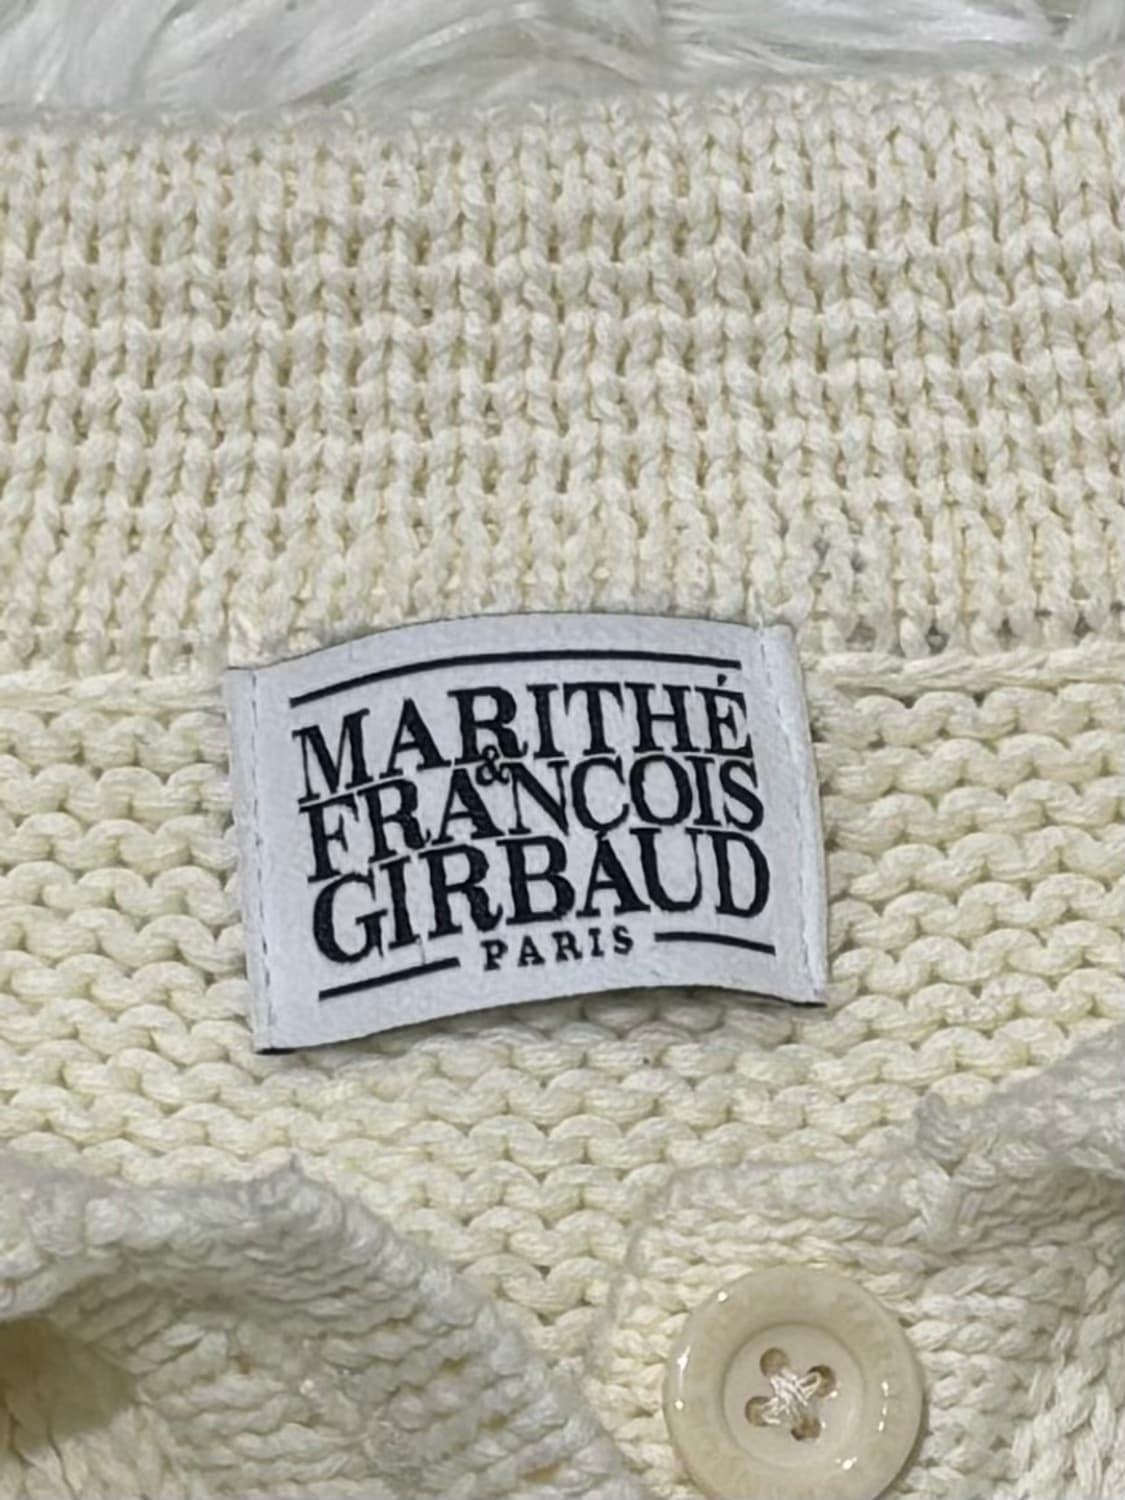 MARITHÉ
&
FRANÇOIS
GIRBAUD
PARIS